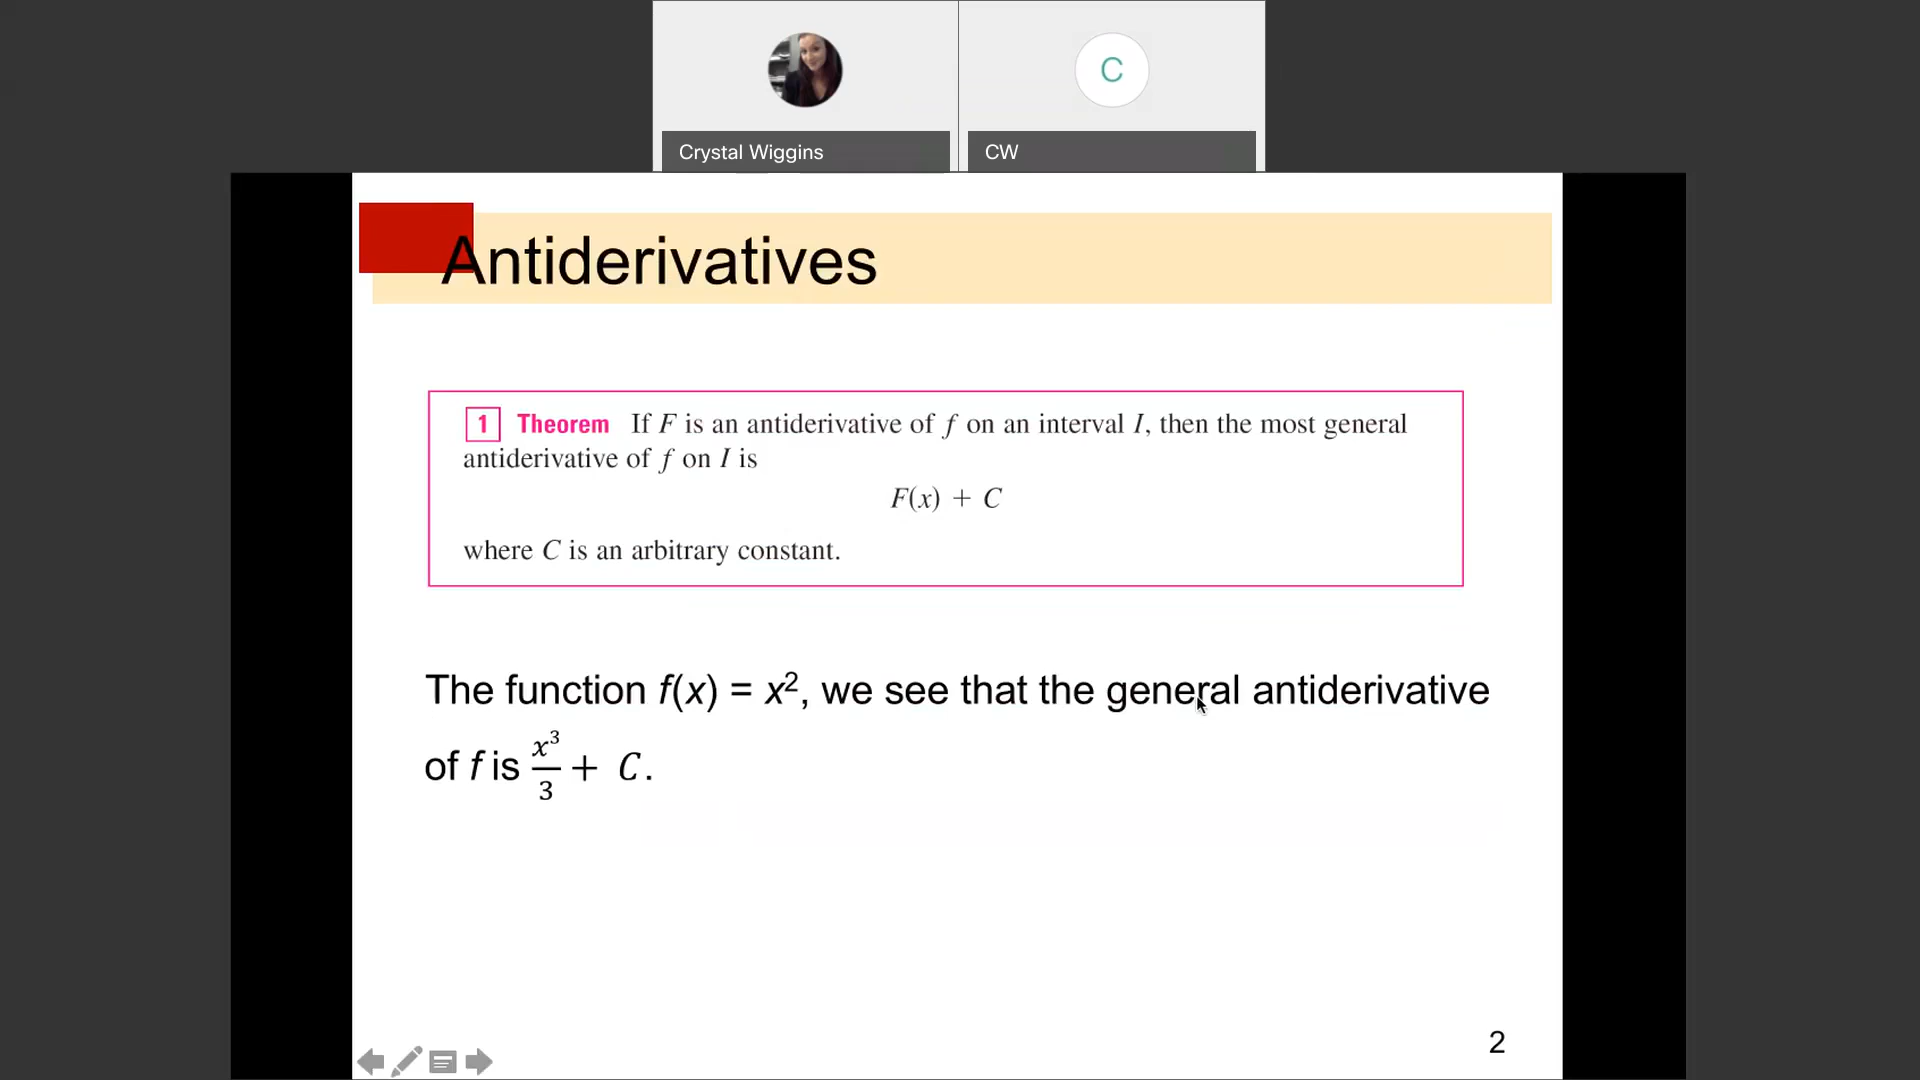 Crystal Wiggins
C
CW
Antiderivatives
1 Theorem If F is an antiderivative of f on an interval I, then the most general
antiderivative of f on I is
F(x) + C
where C is an arbitrary constant.
The function f(x) = x², we see that the general antiderivative
of f is x³/3 + C.
2